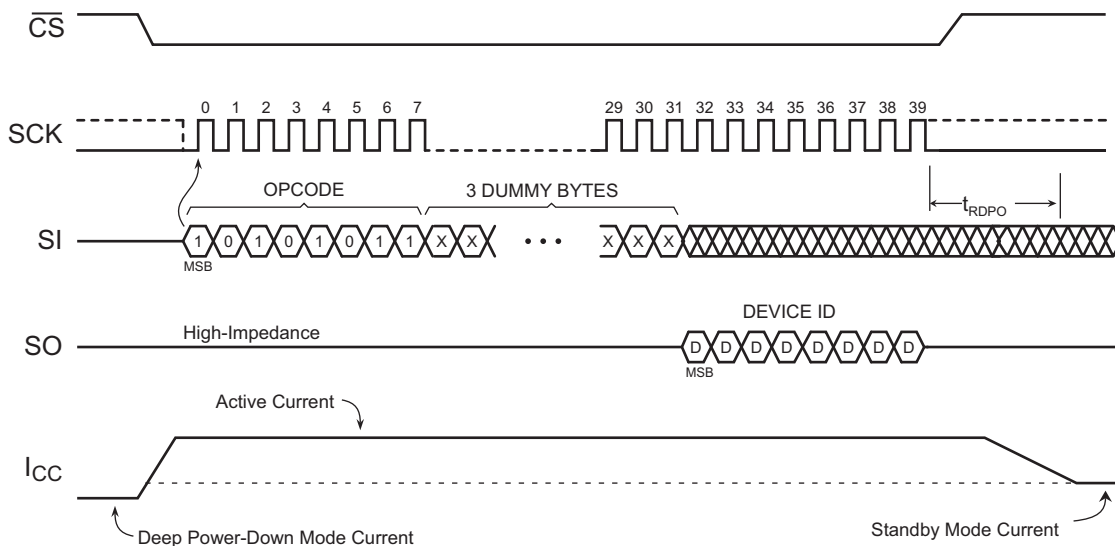 CS
0 1 2 3 4 5 6 7 29 30 31 32 33 34 35 36 37 38 39
SCK
OPCODE 3 DUMMY BYTES
tRDPO
SI 1 0 1 0 1 0 1 1 X X X X X
MSB
DEVICE ID
High-Impedance
SO D D D D D D D D
MSB
Active Current
ICC
Deep Power-Down Mode Current Standby Mode Current